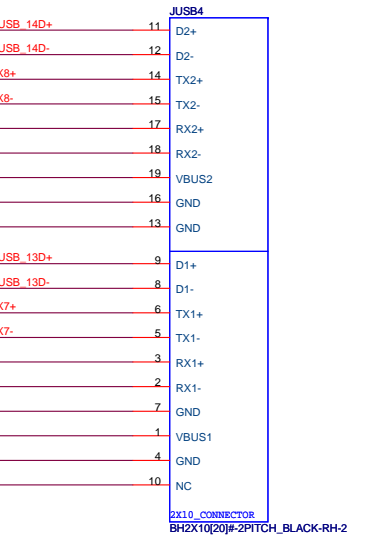 JUSB4
USB_14D+ 11 D2+
USB_14D- 12 D2-
X8+ 14 TX2+
X8- 15 TX2-
17 RX2+
18 RX2-
19 VBUS2
16 GND
13 GND
USB_13D+ 9 D1+
USB_13D- 8 D1-
X7+ 6 TX1+
X7- 5 TX1-
3 RX1+
2 RX1-
7 GND
1 VBUS1
4 GND
10 NC
2X10_CONNECTOR
BH2X10[20]#-2PITCH_BLACK-RH-2